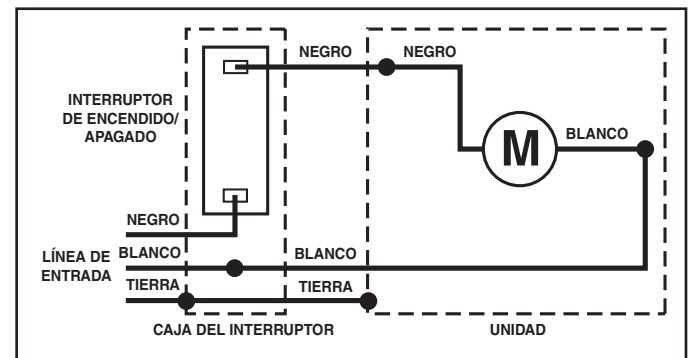 NEGRO
NEGRO
INTERRUPTOR
DE ENCENDIDO/
APAGADO
M
BLANCO
NEGRO
LÍNEA DE
ENTRADA
BLANCO
BLANCO
TIERRA
TIERRA
CAJA DEL INTERRUPTOR
UNIDAD